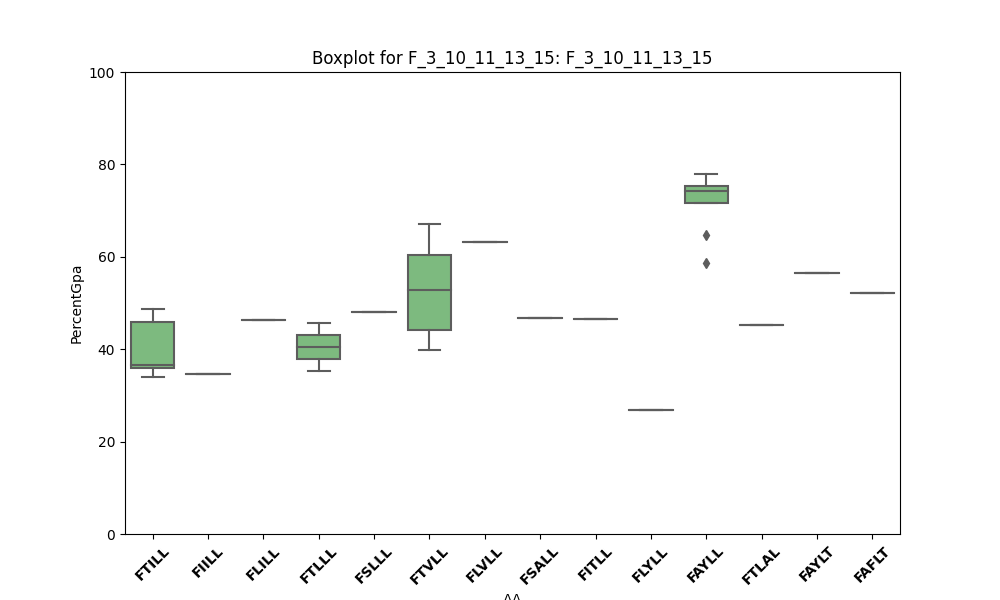 Boxplot for F_3_10_11_13_15: F_3_10_11_13_15
100
80
60
40
20
0
PercentGpa
FTILL
FIILL
FLILL
FTLLL
FSLLL
FTVLL
FLVLL
FSALL
FITLL
FLYLL
FAYLL
FTLAL
FAYLT
FAFLT
AA